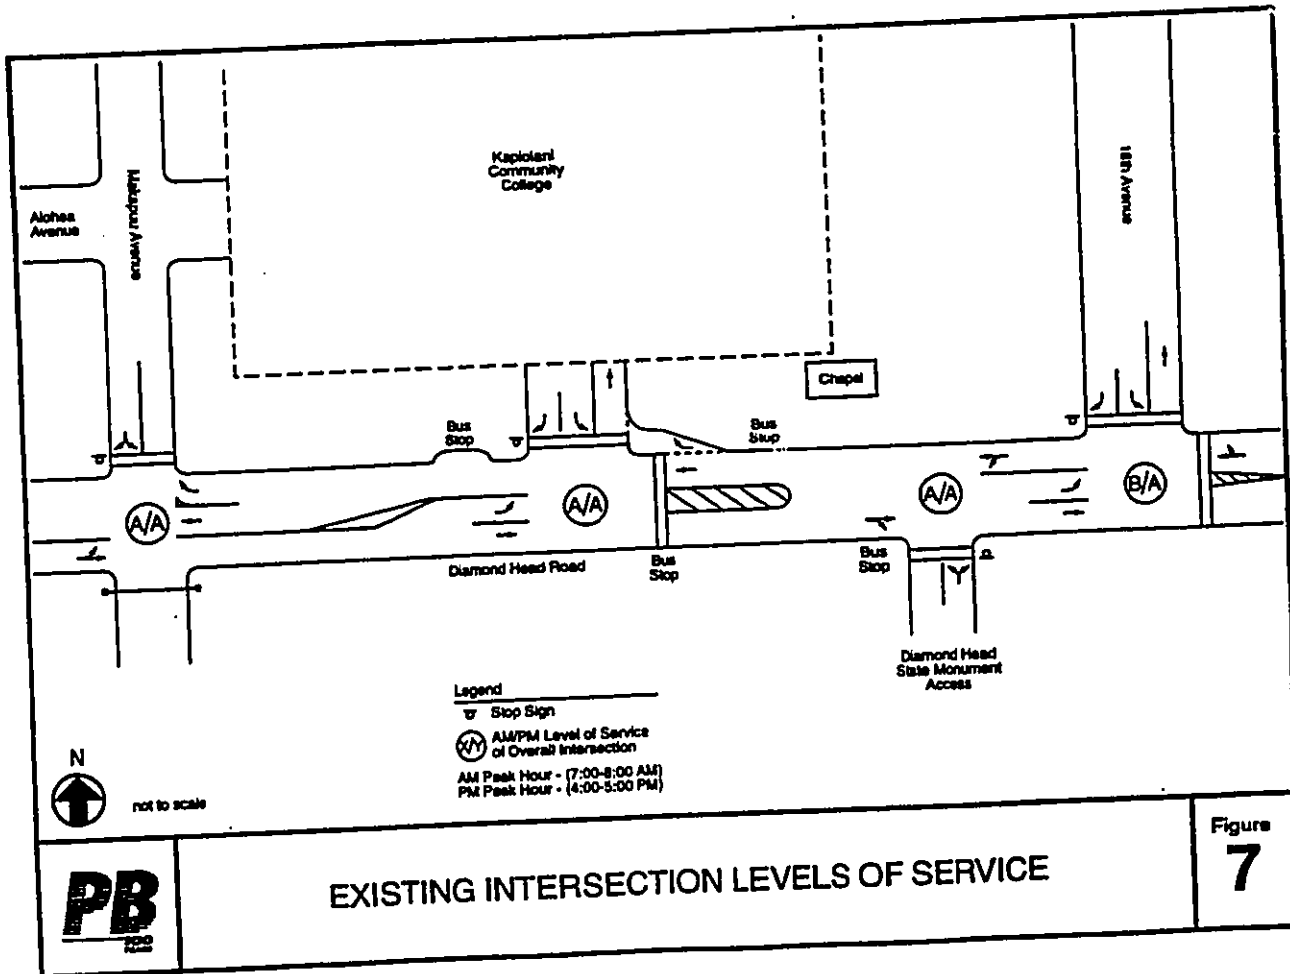 Kapiolani
Community
College
Alohea
Avenue
Makapuu Avenue
18th Avenue
Chapel
Bus
Stop
Bus
Stop
A/A
A/A
A/A
B/A
Diamond Head Road
Bus
Stop
Bus
Stop
Diamond Head
State Monument
Access
Legend
Stop Sign
X/Y
AM/PM Level of Service
of Overall Intersection
AM Peak Hour - (7:00-8:00 AM)
PM Peak Hour - (4:00-5:00 PM)
N
not to scale
PB
100
YEARS
EXISTING INTERSECTION LEVELS OF SERVICE
Figure
7